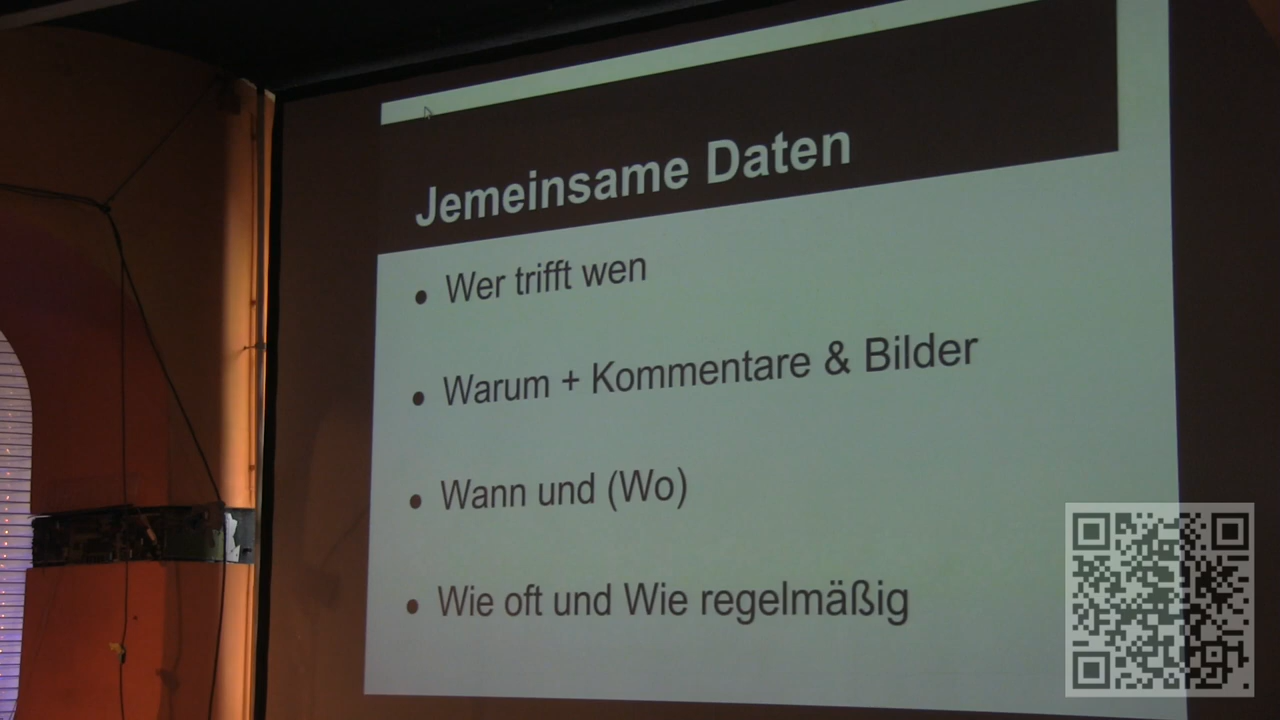 Jemeinsame Daten
• Wer trifft wen
• Warum + Kommentare & Bilder
• Wann und (Wo)
• Wie oft und Wie regelmäßig